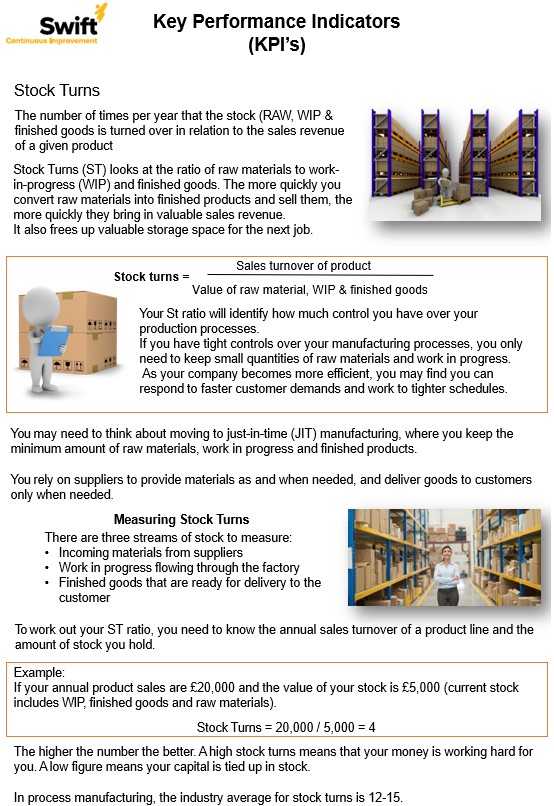 Swift
Continuous Improvement
Key Performance Indicators
(KPI's)
Stock Turns
The number of times per year that the stock (RAW, WIP &
finished goods is turned over in relation to the sales revenue
of a given product
Stock Turns (ST) looks at the ratio of raw materials to work-
in-progress (WIP) and finished goods. The more quickly you
convert raw materials into finished products and sell them, the
more quickly they bring in valuable sales revenue.
It also frees up valuable storage space for the next job.
Sales turnover of product
Stock turns =
Value of raw material, WIP & finished goods
Your St ratio will identify how much control you have over your
production processes.
If you have tight controls over your manufacturing processes, you only
need to keep small quantities of raw materials and work in progress.
As your company becomes more efficient, you may find you can
respond to faster customer demands and work to tighter schedules.
You may need to think about moving to just-in-time (JIT) manufacturing, where you keep the
minimum amount of raw materials, work in progress and finished products.
You rely on suppliers to provide materials as and when needed, and deliver goods to customers
only when needed.
Measuring Stock Turns
There are three streams of stock to measure:
• Incoming materials from suppliers
• Work in progress flowing through the factory
• Finished goods that are ready for delivery to the
customer
To work out your ST ratio, you need to know the annual sales turnover of a product line and the
amount of stock you hold.
Example:
If your annual product sales are £20,000 and the value of your stock is £5,000 (current stock
includes WIP, finished goods and raw materials).
Stock Turns = 20,000 / 5,000 = 4
The higher the number the better. A high stock turns means that your money is working hard for
you. A low figure means your capital is tied up in stock.
In process manufacturing, the industry average for stock turns is 12-15.